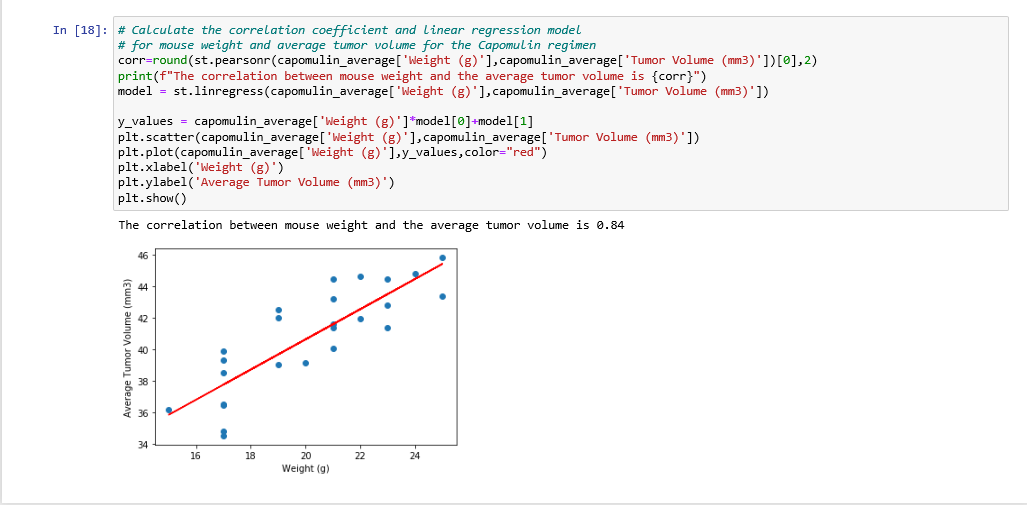 In [18]: # Calculate the correlation coefficient and linear regression model
# for mouse weight and average tumor volume for the Capomulin regimen
corr=round(st.pearsonr(capomulin_average['Weight (g)'],capomulin_average['Tumor Volume (mm3)'])[0],2)
print(f"The correlation between mouse weight and the average tumor volume is {corr}")
model = st.linregress(capomulin_average['Weight (g)'],capomulin_average['Tumor Volume (mm3)'])
y_values = capomulin_average['Weight (g)']*model[0]+model[1]
plt.scatter(capomulin_average['Weight (g)'],capomulin_average['Tumor Volume (mm3)'])
plt.plot(capomulin_average['Weight (g)'],y_values,color="red")
plt.xlabel('Weight (g)')
plt.ylabel('Average Tumor Volume (mm3)')
plt.show()
The correlation between mouse weight and the average tumor volume is 0.84
Average Tumor Volume (mm3)
46
44
42
40
38
36
34
16 18 20 22 24
Weight (g)